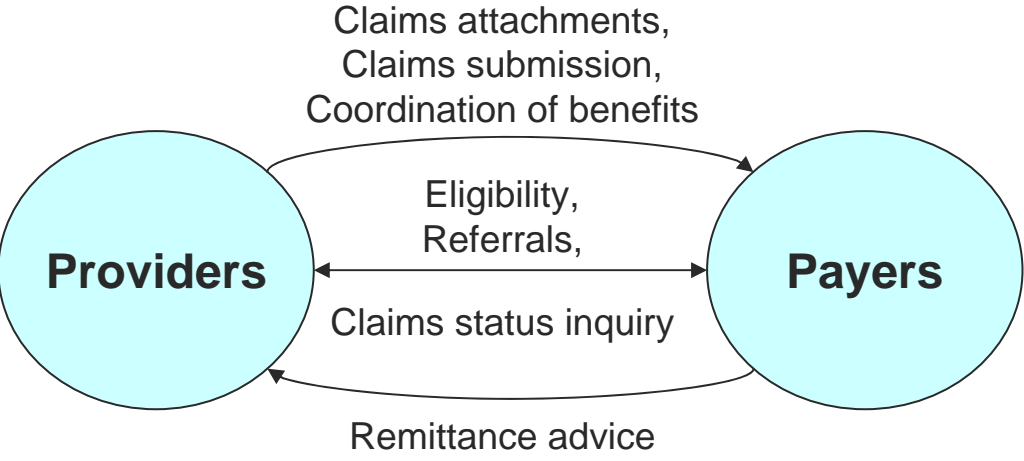 Claims attachments,
Claims submission,
Coordination of benefits
Eligibility,
Referrals,
Providers
Payers
Claims status inquiry
Remittance advice